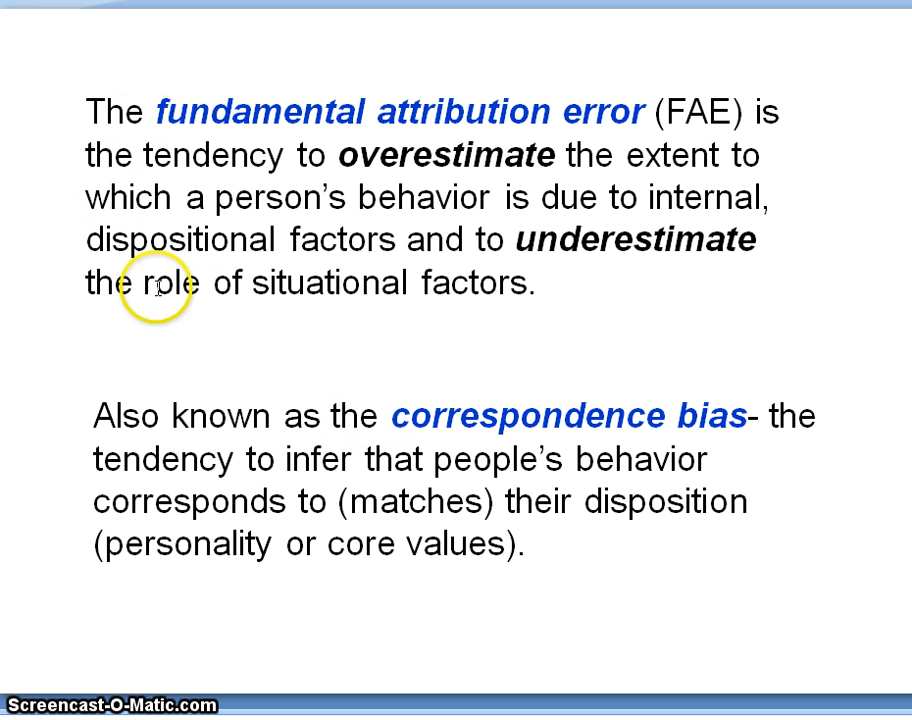 The fundamental attribution error (FAE) is
the tendency to overestimate the extent to
which a person's behavior is due to internal,
dispositional factors and to underestimate
the role of situational factors.
Also known as the correspondence bias- the
tendency to infer that people's behavior
corresponds to (matches) their disposition
(personality or core values).
Screencast-O-Matic.com